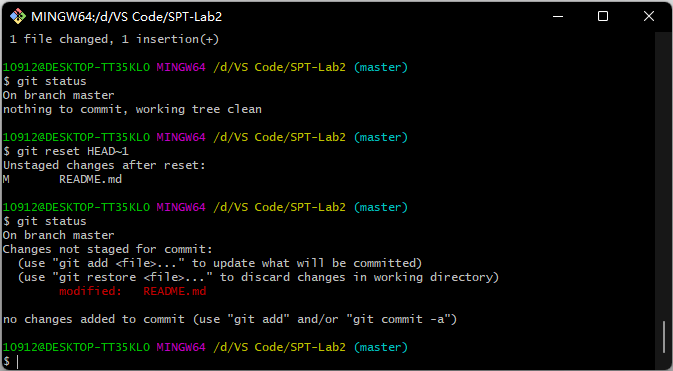 MINGW64:/d/VS Code/SPT-Lab2
1 file changed, 1 insertion(+)
10912@DESKTOP-TT35KLO MINGW64 /d/VS Code/SPT-Lab2 (master)
$ git status
On branch master
nothing to commit, working tree clean
10912@DESKTOP-TT35KLO MINGW64 /d/VS Code/SPT-Lab2 (master)
$ git reset HEAD~1
Unstaged changes after reset:
M       README.md
10912@DESKTOP-TT35KLO MINGW64 /d/VS Code/SPT-Lab2 (master)
$ git status
On branch master
Changes not staged for commit:
  (use "git add <file>..." to update what will be committed)
  (use "git restore <file>..." to discard changes in working directory)
        modified:   README.md
no changes added to commit (use "git add" and/or "git commit -a")
10912@DESKTOP-TT35KLO MINGW64 /d/VS Code/SPT-Lab2 (master)
$